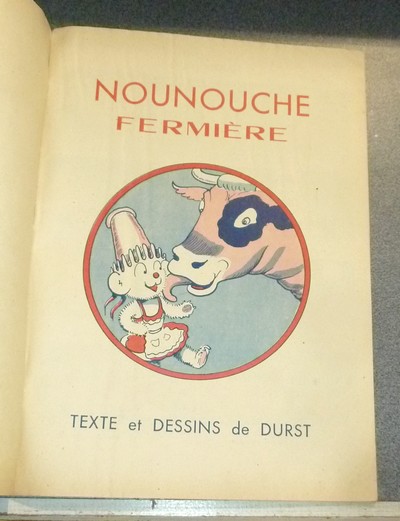 NOUNOUCHE
FERMIÈRE
TEXTE et DESSINS de DURST